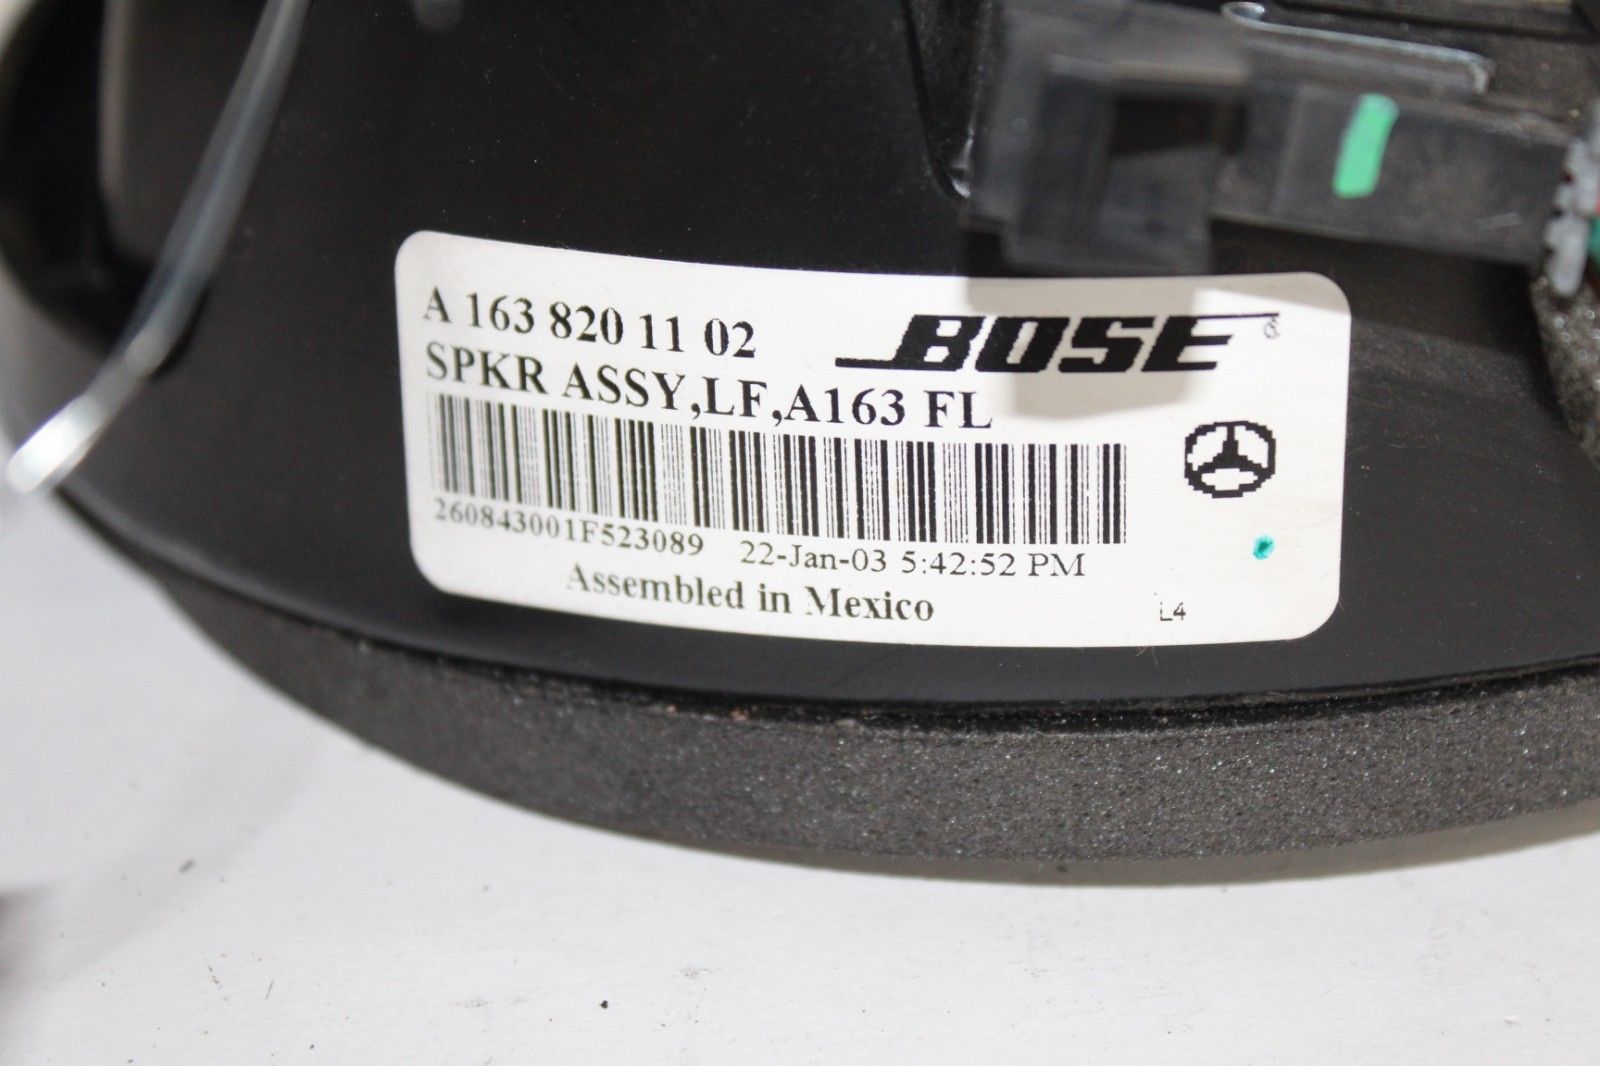 A 163 820 11 02
BOSE
SPKR ASSY,LF,A163 FL
260843001F523089 22-Jan-03 5:42:52 PM
Assembled in Mexico
L4